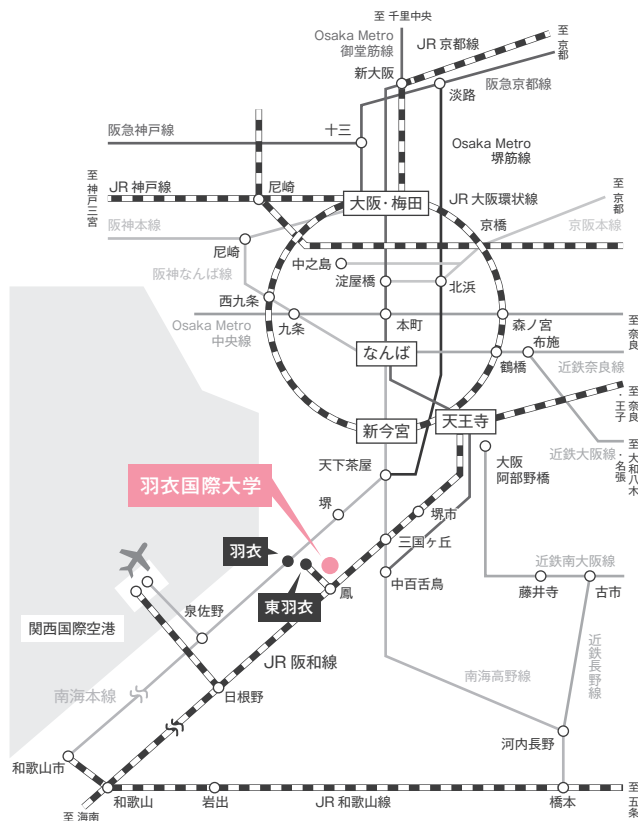 至 千里中央
Osaka Metro
御堂筋線
JR 京都線
至 京都
新大阪
淡路
阪急京都線
阪急神戸線
十三
Osaka Metro
堺筋線
至 神戸三宮
JR 神戸線
尼崎
大阪・梅田
JR 大阪環状線
至 京都
京橋
京阪本線
阪神本線
尼崎
中之島
阪神なんば線
淀屋橋
北浜
西九条
Osaka Metro
中央線
九条
本町
森ノ宮
至 奈良
布施
なんば
鶴橋
近鉄奈良線
至 奈良
・王子
新今宮
天王寺
天下茶屋
大阪
阿部野橋
近鉄大阪線
至 大和八木
・名張
羽衣国際大学
堺
堺市
羽衣
三国ヶ丘
近鉄南大阪線
東羽衣
鳳
中百舌鳥
藤井寺
古市
泉佐野
関西国際空港
JR 阪和線
近鉄長野線
南海本線
日根野
南海高野線
河内長野
和歌山市
和歌山
岩出
JR 和歌山線
橋本
至 五条
至 海南